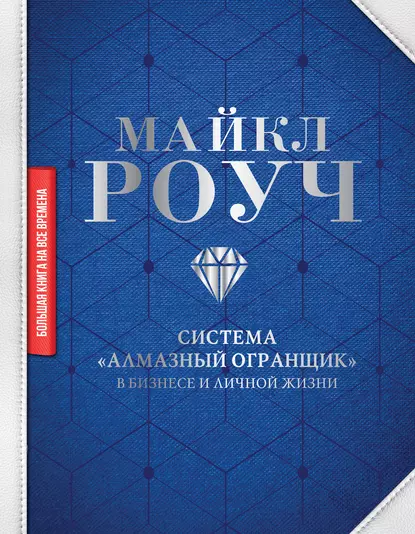 МАЙКЛ
РОУЧ
БОЛЬШАЯ КНИГА НА ВСЕ ВРЕМЕНА
СИСТЕМА
«АЛМАЗНЫЙ ОГРАНЩИК»
В БИЗНЕСЕ И ЛИЧНОЙ ЖИЗНИ